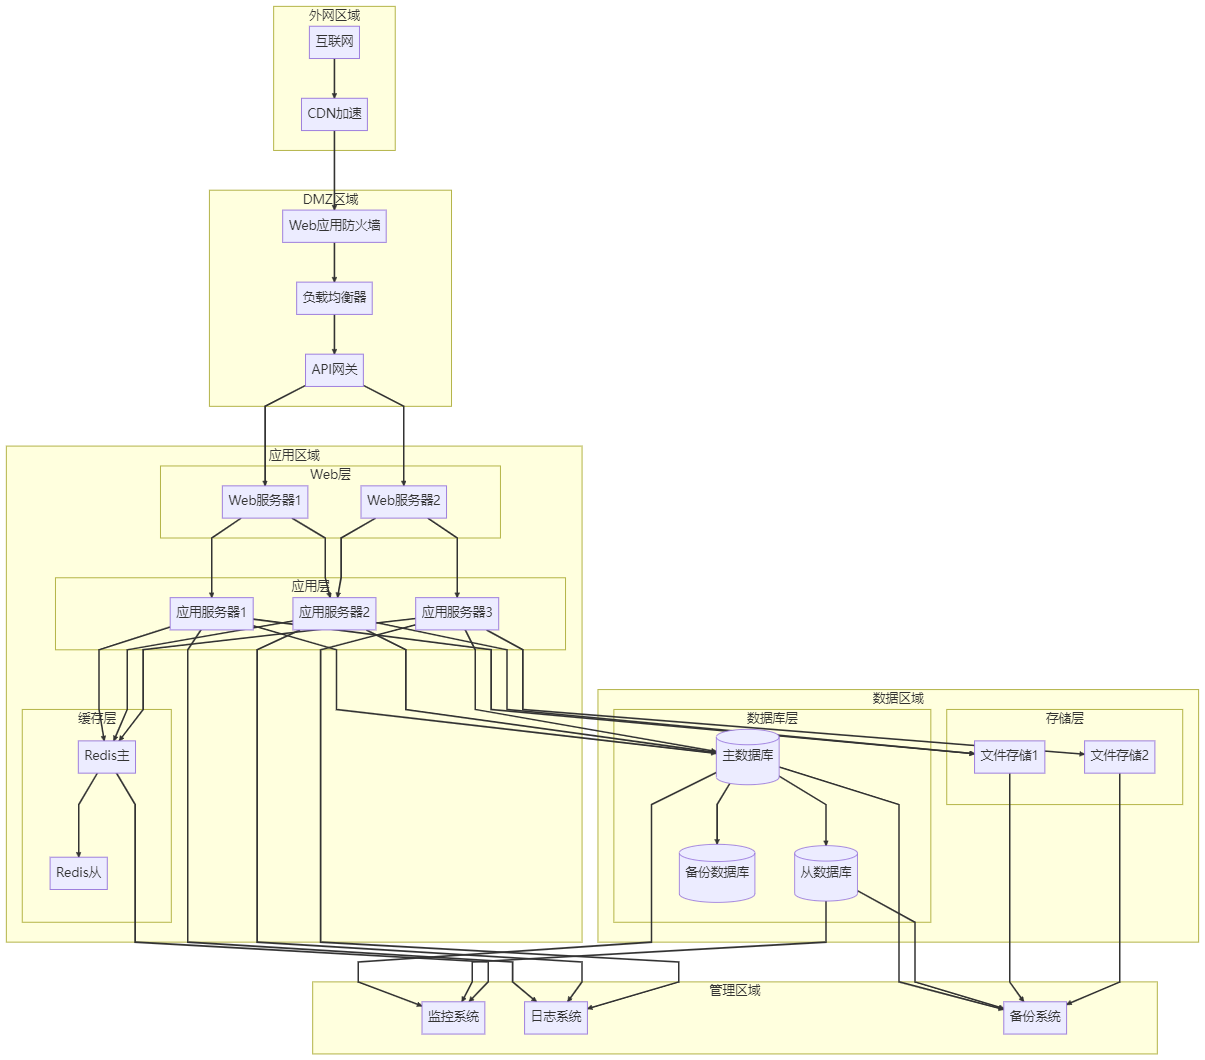 外网区域
互联网
CDN加速
DMZ区域
Web应用防火墙
负载均衡器
API网关
应用区域
Web层
Web服务器1
Web服务器2
应用层
应用服务器1
应用服务器2
应用服务器3
缓存层
Redis主
Redis从
数据区域
数据库层
主数据库
备份数据库
从数据库
存储层
文件存储1
文件存储2
管理区域
监控系统
日志系统
备份系统